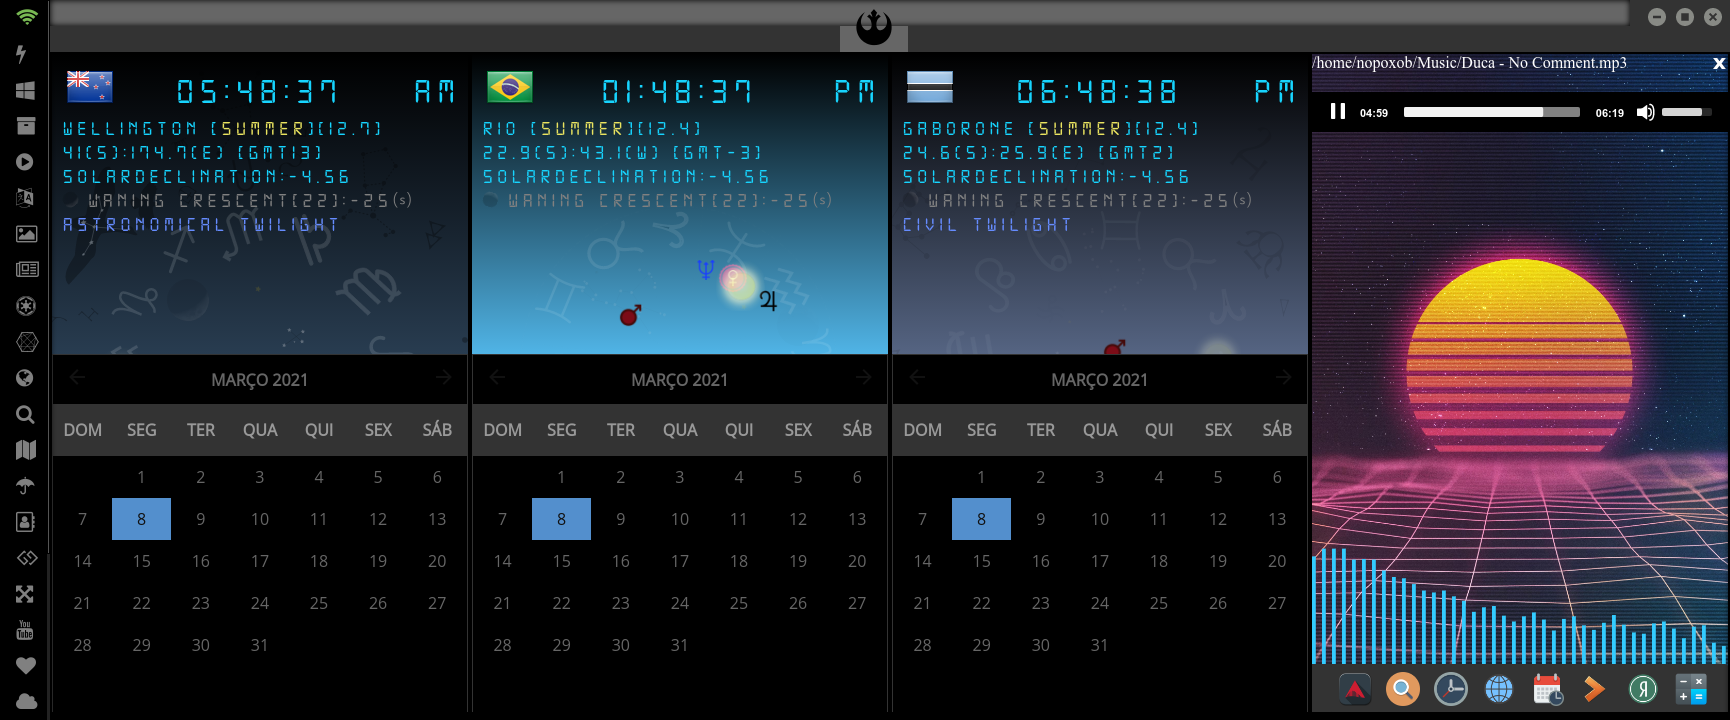 05:48:37 AM
WELLINGTON [SUMMER][12.7]
41(S):174.7(E) [GMT13]
SOLARDECLINATION:-4.56
WANING CRESCENT[22]:-25(s)
ASTRONOMICAL TWILIGHT
MARÇO 2021
DOM SEG TER QUA QUI SEX SÁB
1 2 3 4 5 6
7 8 9 10 11 12 13
14 15 16 17 18 19 20
21 22 23 24 25 26 27
28 29 30 31
01:48:37 PM
RIO [SUMMER][12.4]
22.9(S):43.1(W) [GMT-3]
SOLARDECLINATION:-4.56
WANING CRESCENT[22]:-25(s)
MARÇO 2021
DOM SEG TER QUA QUI SEX SÁB
1 2 3 4 5 6
7 8 9 10 11 12 13
14 15 16 17 18 19 20
21 22 23 24 25 26 27
28 29 30 31
06:48:38 PM
GABORONE [SUMMER][12.4]
24.6(S):25.9(E) [GMT2]
SOLARDECLINATION:-4.56
WANING CRESCENT[22]:-25(s)
CIVIL TWILIGHT
MARÇO 2021
DOM SEG TER QUA QUI SEX SÁB
1 2 3 4 5 6
7 8 9 10 11 12 13
14 15 16 17 18 19 20
21 22 23 24 25 26 27
28 29 30 31
/home/nopoxob/Music/Duca - No Comment.mp3 x
04:59 06:19
You
Tube
Я